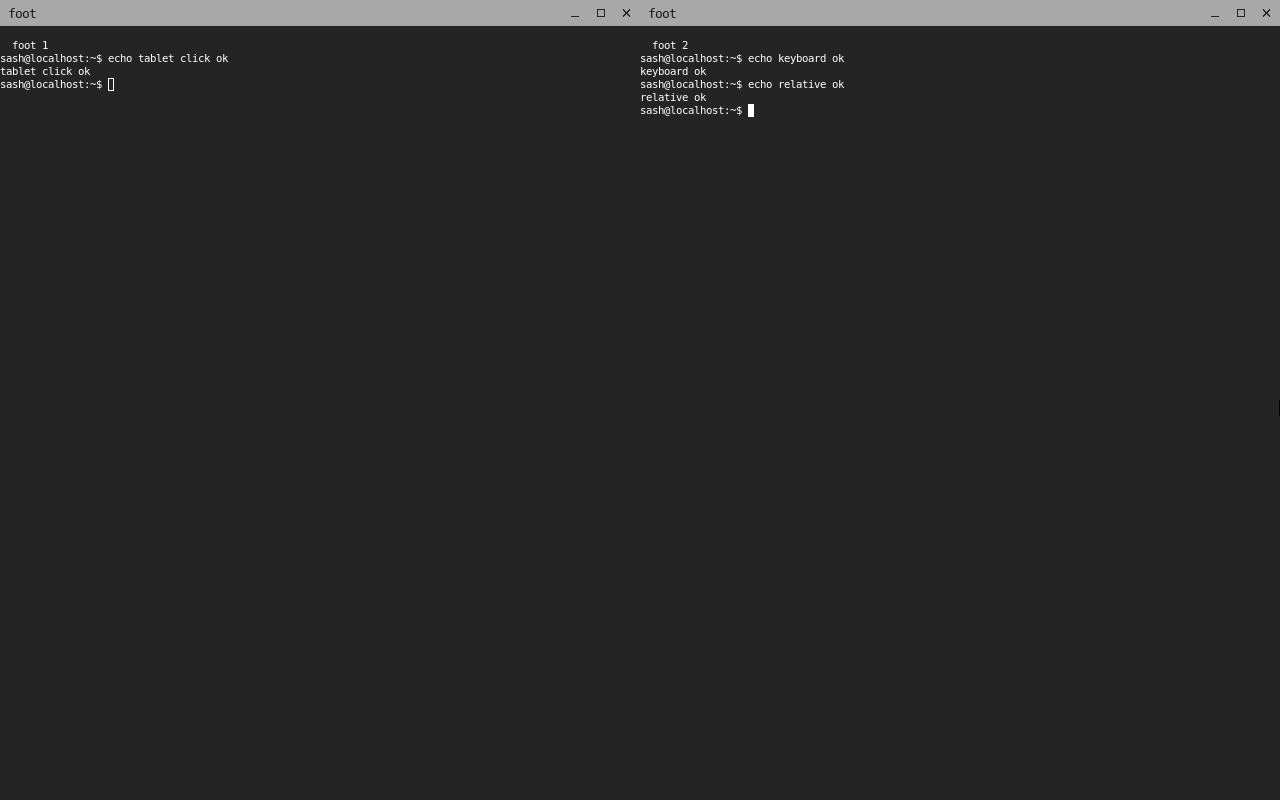 foot
foot 1
sash@localhost:~$ echo tablet click ok
tablet click ok
sash@localhost:~$
foot
foot 2
sash@localhost:~$ echo keyboard ok
keyboard ok
sash@localhost:~$ echo relative ok
relative ok
sash@localhost:~$